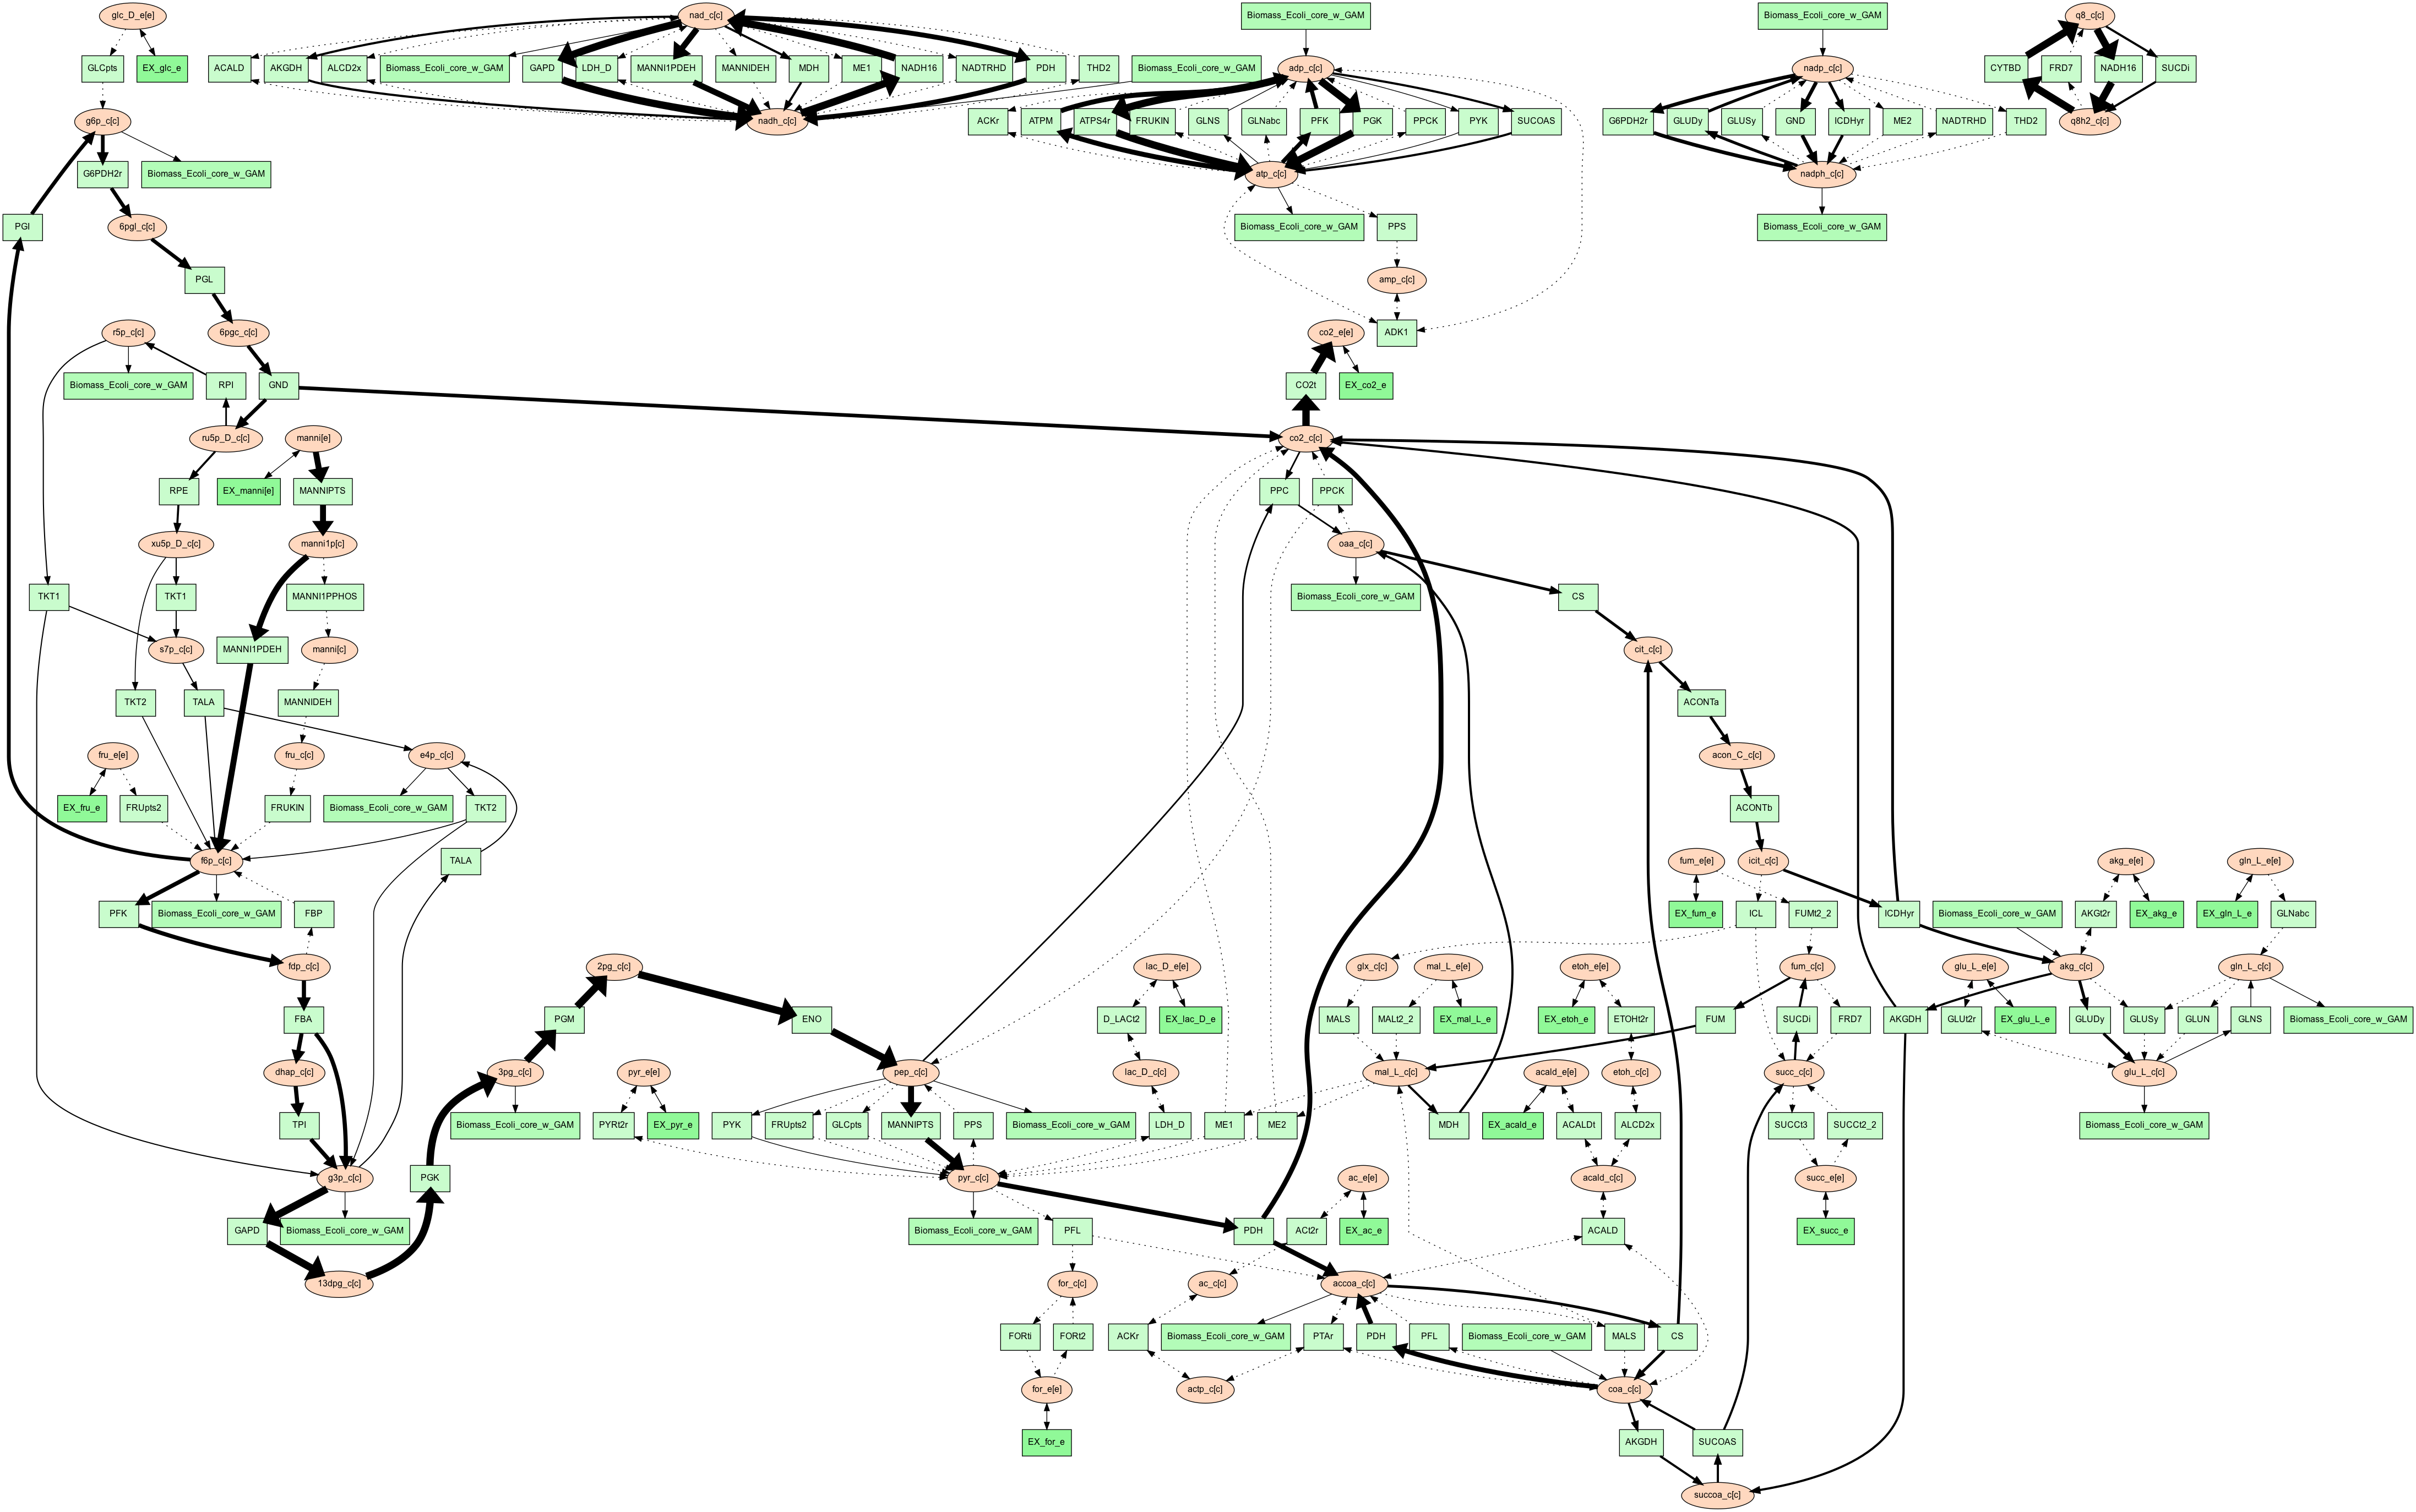 glc_D_e[e]
nad_c[c]
Biomass_Ecoli_core_w_GAM
Biomass_Ecoli_core_w_GAM
q8_c[c]
GLCpts
EX_glc_e
ACALD
AKGDH
ALCD2x
Biomass_Ecoli_core_w_GAM
GAPD
LDH_D
MANNI1PDEH
MANNIDEH
MDH
ME1
NADH16
NADTRHD
PDH
THD2
Biomass_Ecoli_core_w_GAM
adp_c[c]
nadp_c[c]
CYTBD
FRD7
NADH16
SUCDi
g6p_c[c]
nadh_c[c]
ACKr
ATPM
ATPS4r
FRUKIN
GLNS
GLNabc
PFK
PGK
PPCK
PYK
SUCOAS
G6PDH2r
GLUDy
GLUSy
GND
ICDHyr
ME2
NADTRHD
THD2
q8h2_c[c]
G6PDH2r
Biomass_Ecoli_core_w_GAM
atp_c[c]
nadph_c[c]
PGI
6pgl_c[c]
Biomass_Ecoli_core_w_GAM
PPS
Biomass_Ecoli_core_w_GAM
PGL
amp_c[c]
r5p_c[c]
6pgc_c[c]
co2_e[e]
ADK1
Biomass_Ecoli_core_w_GAM
RPI
GND
CO2t
EX_co2_e
ru5p_D_c[c]
manni[e]
co2_c[c]
RPE
EX_manni[e]
MANNIPTS
PPC
PPCK
xu5p_D_c[c]
manni1p[c]
oaa_c[c]
TKT1
TKT1
MANNI1PPHOS
Biomass_Ecoli_core_w_GAM
CS
s7p_c[c]
MANNI1PDEH
manni[c]
cit_c[c]
TKT2
TALA
MANNIDEH
ACONTa
fru_e[e]
fru_c[c]
e4p_c[c]
acon_C_c[c]
EX_fru_e
FRUpts2
FRUKIN
Biomass_Ecoli_core_w_GAM
TKT2
ACONTb
f6p_c[c]
TALA
fum_e[e]
icit_c[c]
akg_e[e]
gln_L_e[e]
PFK
Biomass_Ecoli_core_w_GAM
FBP
EX_fum_e
ICL
FUMt2_2
ICDHyr
Biomass_Ecoli_core_w_GAM
AKGt2r
EX_akg_e
EX_gln_L_e
GLNabc
fdp_c[c]
2pg_c[c]
lac_D_e[e]
glx_c[c]
mal_L_e[e]
etoh_e[e]
fum_c[c]
glu_L_e[e]
akg_c[c]
gln_L_c[c]
FBA
PGM
ENO
D_LACt2
EX_lac_D_e
MALS
MALt2_2
EX_mal_L_e
EX_etoh_e
ETOHt2r
FUM
SUCDi
FRD7
AKGDH
GLUt2r
EX_glu_L_e
GLUDy
GLUSy
GLUN
GLNS
Biomass_Ecoli_core_w_GAM
dhap_c[c]
3pg_c[c]
pyr_e[e]
pep_c[c]
lac_D_c[c]
mal_L_c[c]
acald_e[e]
etoh_c[c]
succ_c[c]
glu_L_c[c]
TPI
Biomass_Ecoli_core_w_GAM
PYRt2r
EX_pyr_e
PYK
FRUpts2
GLCpts
MANNIPTS
PPS
Biomass_Ecoli_core_w_GAM
LDH_D
ME1
ME2
MDH
EX_acald_e
ACALDt
ALCD2x
SUCCt3
SUCCt2_2
Biomass_Ecoli_core_w_GAM
g3p_c[c]
PGK
pyr_c[c]
ac_e[e]
acald_c[c]
succ_e[e]
GAPD
Biomass_Ecoli_core_w_GAM
Biomass_Ecoli_core_w_GAM
PFL
PDH
ACt2r
EX_ac_e
ACALD
EX_succ_e
13dpg_c[c]
for_c[c]
ac_c[c]
accoa_c[c]
FORti
FORt2
ACKr
Biomass_Ecoli_core_w_GAM
PTAr
PDH
PFL
Biomass_Ecoli_core_w_GAM
MALS
CS
for_e[e]
actp_c[c]
coa_c[c]
EX_for_e
AKGDH
SUCOAS
succoa_c[c]